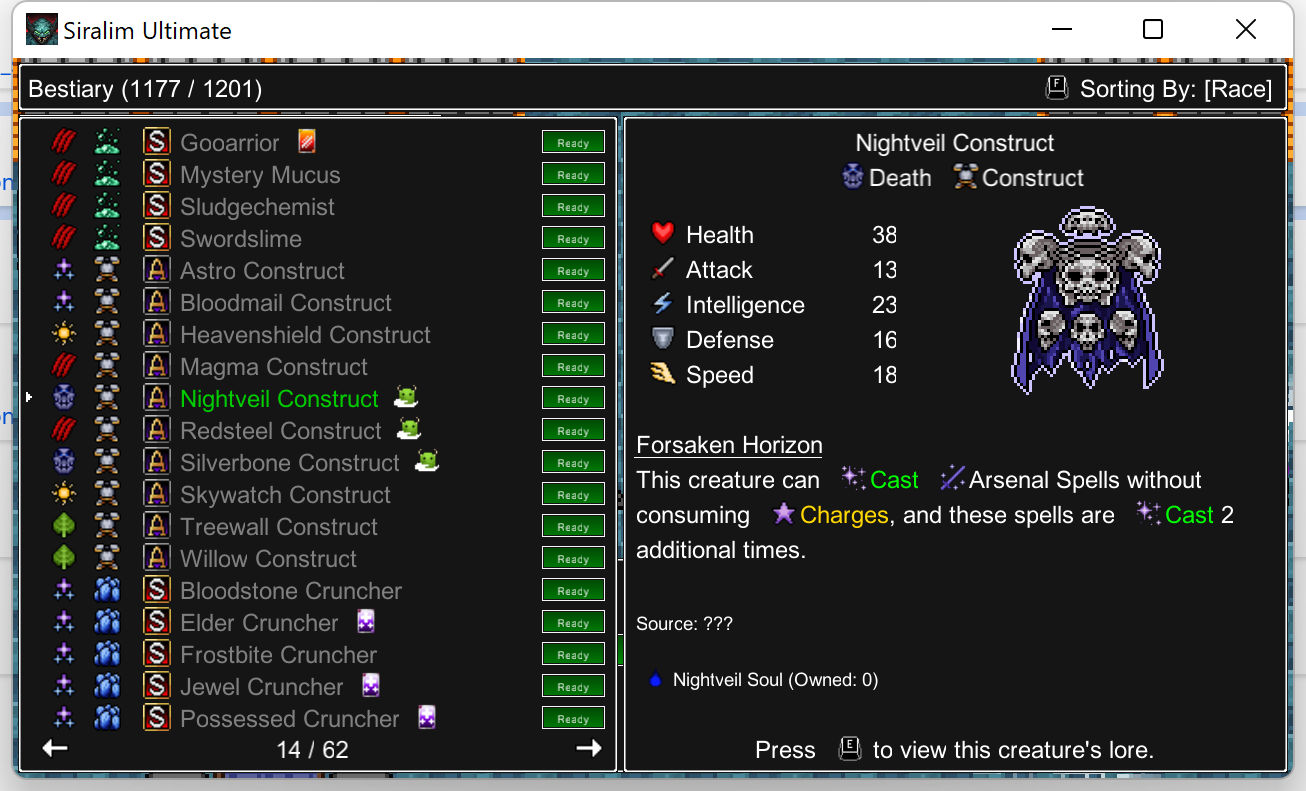 Siralim Ultimate
Bestiary (1177 / 1201)
F Sorting By: [Race]
S Gooarrior Ready
S Mystery Mucus Ready
S Sludgechemist Ready
S Swordslime Ready
A Astro Construct Ready
A Bloodmail Construct Ready
A Heavenshield Construct Ready
A Magma Construct Ready
A Nightveil Construct Ready
A Redsteel Construct Ready
A Silverbone Construct Ready
A Skywatch Construct Ready
A Treewall Construct Ready
A Willow Construct Ready
S Bloodstone Cruncher Ready
S Elder Cruncher Ready
S Frostbite Cruncher Ready
S Jewel Cruncher Ready
S Possessed Cruncher Ready
14 / 62
Nightveil Construct
Death Construct
Health 38
Attack 13
Intelligence 23
Defense 16
Speed 18
Forsaken Horizon
This creature can Cast Arsenal Spells without
consuming Charges, and these spells are Cast 2
additional times.
Source: ???
Nightveil Soul (Owned: 0)
Press E to view this creature's lore.